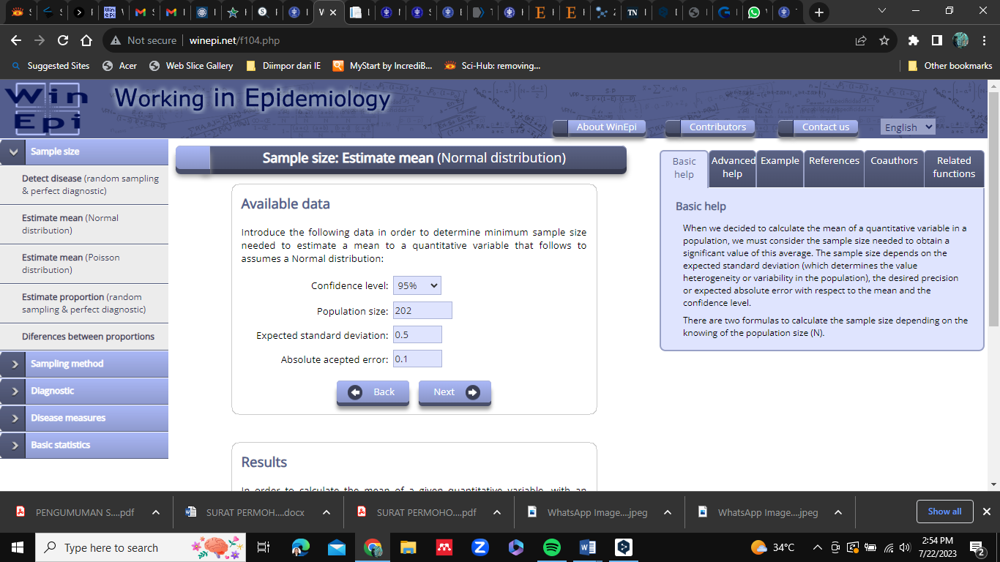 Not secure | winepi.net/f104.php
Suggested Sites
Acer
Web Slice Gallery
Diimpor dari IE
MyStart by IncrediB...
Sci-Hub: removing...
Other bookmarks
Win
Epi
Working in Epidemiology
About WinEpi
Contributors
Contact us
English
Sample size
Detect disease (random sampling
& perfect diagnostic)
Estimate mean (Normal
distribution)
Estimate mean (Poisson
distribution)
Estimate proportion (random
sampling & perfect diagnostic)
Diferences between proportions
Sampling method
Diagnostic
Disease measures
Basic statistics
Sample size: Estimate mean (Normal distribution)
Available data
Introduce the following data in order to determine minimum sample size
needed to estimate a mean to a quantitative variable that follows to
assumes a Normal distribution:
Confidence level: 95%
Population size: 202
Expected standard deviation: 0.5
Absolute acepted error: 0.1
Back
Next
Results
In order to calculate the mean of a given quantitative variable, with an
Basic
help
Advanced
help
Example
References
Coauthors
Related
functions
Basic help
When we decided to calculate the mean of a quantitative variable in a
population, we must consider the sample size needed to obtain a
significant value of this average. The sample size depends on the
expected standard deviation (which determines the value
heterogeneity or variability in the population), the desired precision
or expected absolute error with respect to the mean and the
confidence level.
There are two formulas to calculate the sample size depending on the
knowing of the population size (N).
PENGUMUMAN S....pdf
SURAT PERMOH....docx
SURAT PERMOHO....pdf
WhatsApp Image....jpeg
WhatsApp Image....jpeg
Show all
Type here to search
34°C
2:54 PM
7/22/2023
2